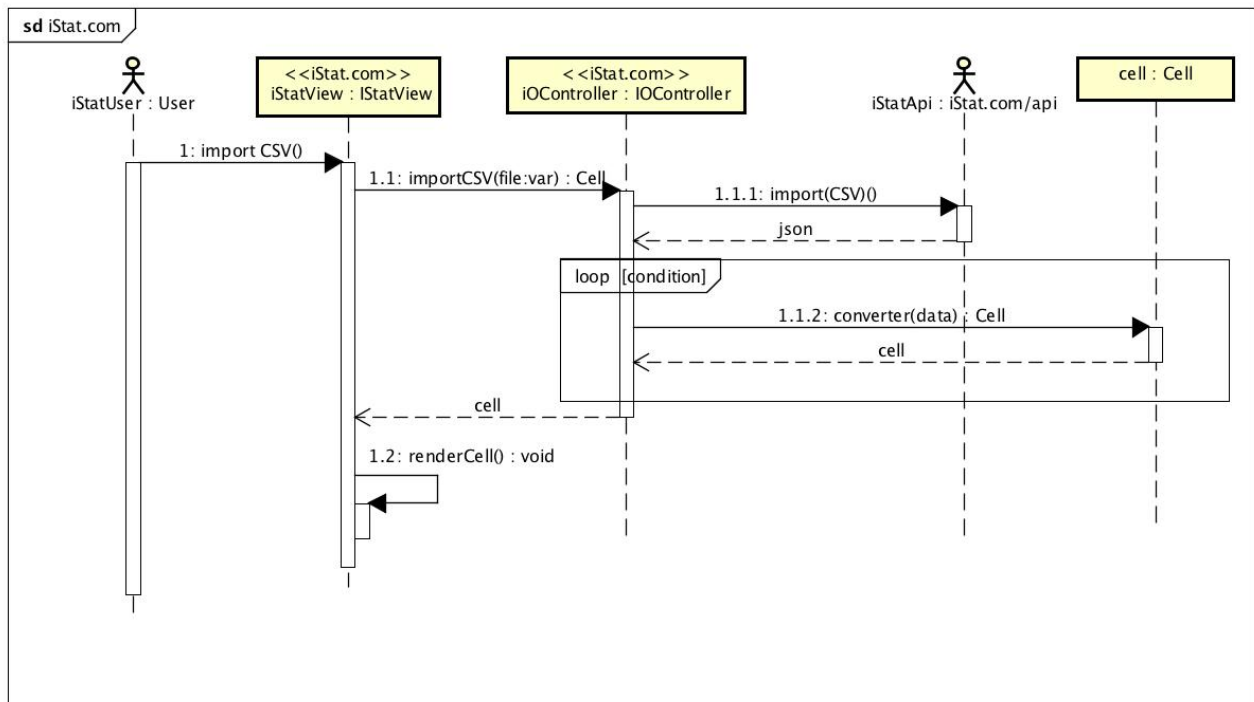 sd iStat.com
iStatUser : User
<<iStat.com>>
iStatView : IStatView
<<iStat.com>>
iOController : IOController
iStatApi : iStat.com/api
cell : Cell
1: import CSV()
1.1: importCSV(file:var) : Cell
1.1.1: import(CSV)()
json
loop [condition]
1.1.2: converter(data) : Cell
cell
cell
1.2: renderCell() : void